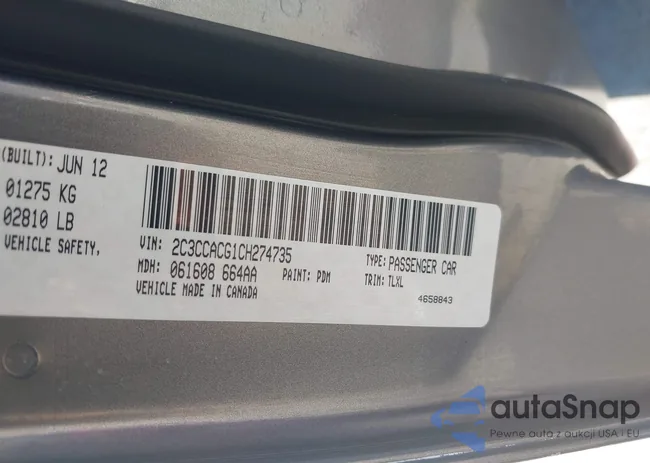 (BUILT): JUN 12
01275 KG
02810 LB
VEHICLE SAFETY,
VIN: 2C3CCACG1CH274735
TYPE: PASSENGER CAR
MDH: 061608 664AA
PAINT: PDM
TRIM: TLXL
VEHICLE MADE IN CANADA
4658843
autaSnap
Pewne auta z aukcji USA i EU